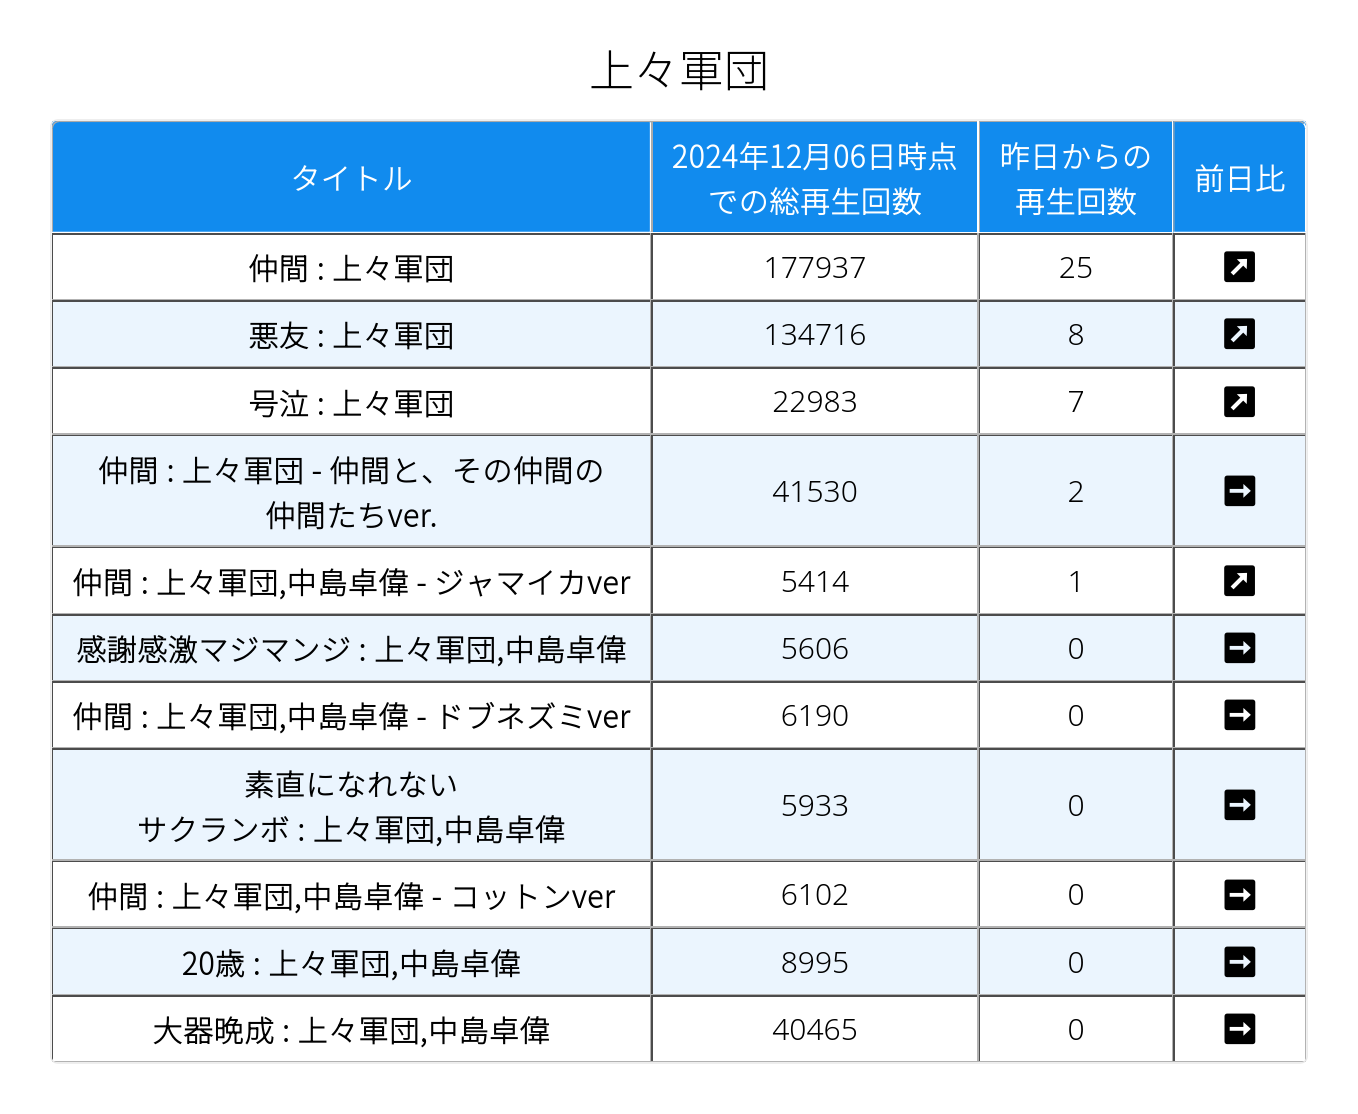 上々軍団
タイトル
2024年12月06日時点
での総再生回数
昨日からの
再生回数
前日比
仲間 : 上々軍団
177937
25
悪友 : 上々軍団
134716
8
号泣 : 上々軍団
22983
7
仲間 : 上々軍団 - 仲間と、その仲間の
仲間たちver.
41530
2
仲間 : 上々軍団,中島卓偉 - ジャマイカver
5414
1
感謝感激マジマンジ : 上々軍団,中島卓偉
5606
0
仲間 : 上々軍団,中島卓偉 - ドブネズミver
6190
0
素直になれない
サクランボ : 上々軍団,中島卓偉
5933
0
仲間 : 上々軍団,中島卓偉 - コットンver
6102
0
20歳 : 上々軍団,中島卓偉
8995
0
大器晩成 : 上々軍団,中島卓偉
40465
0